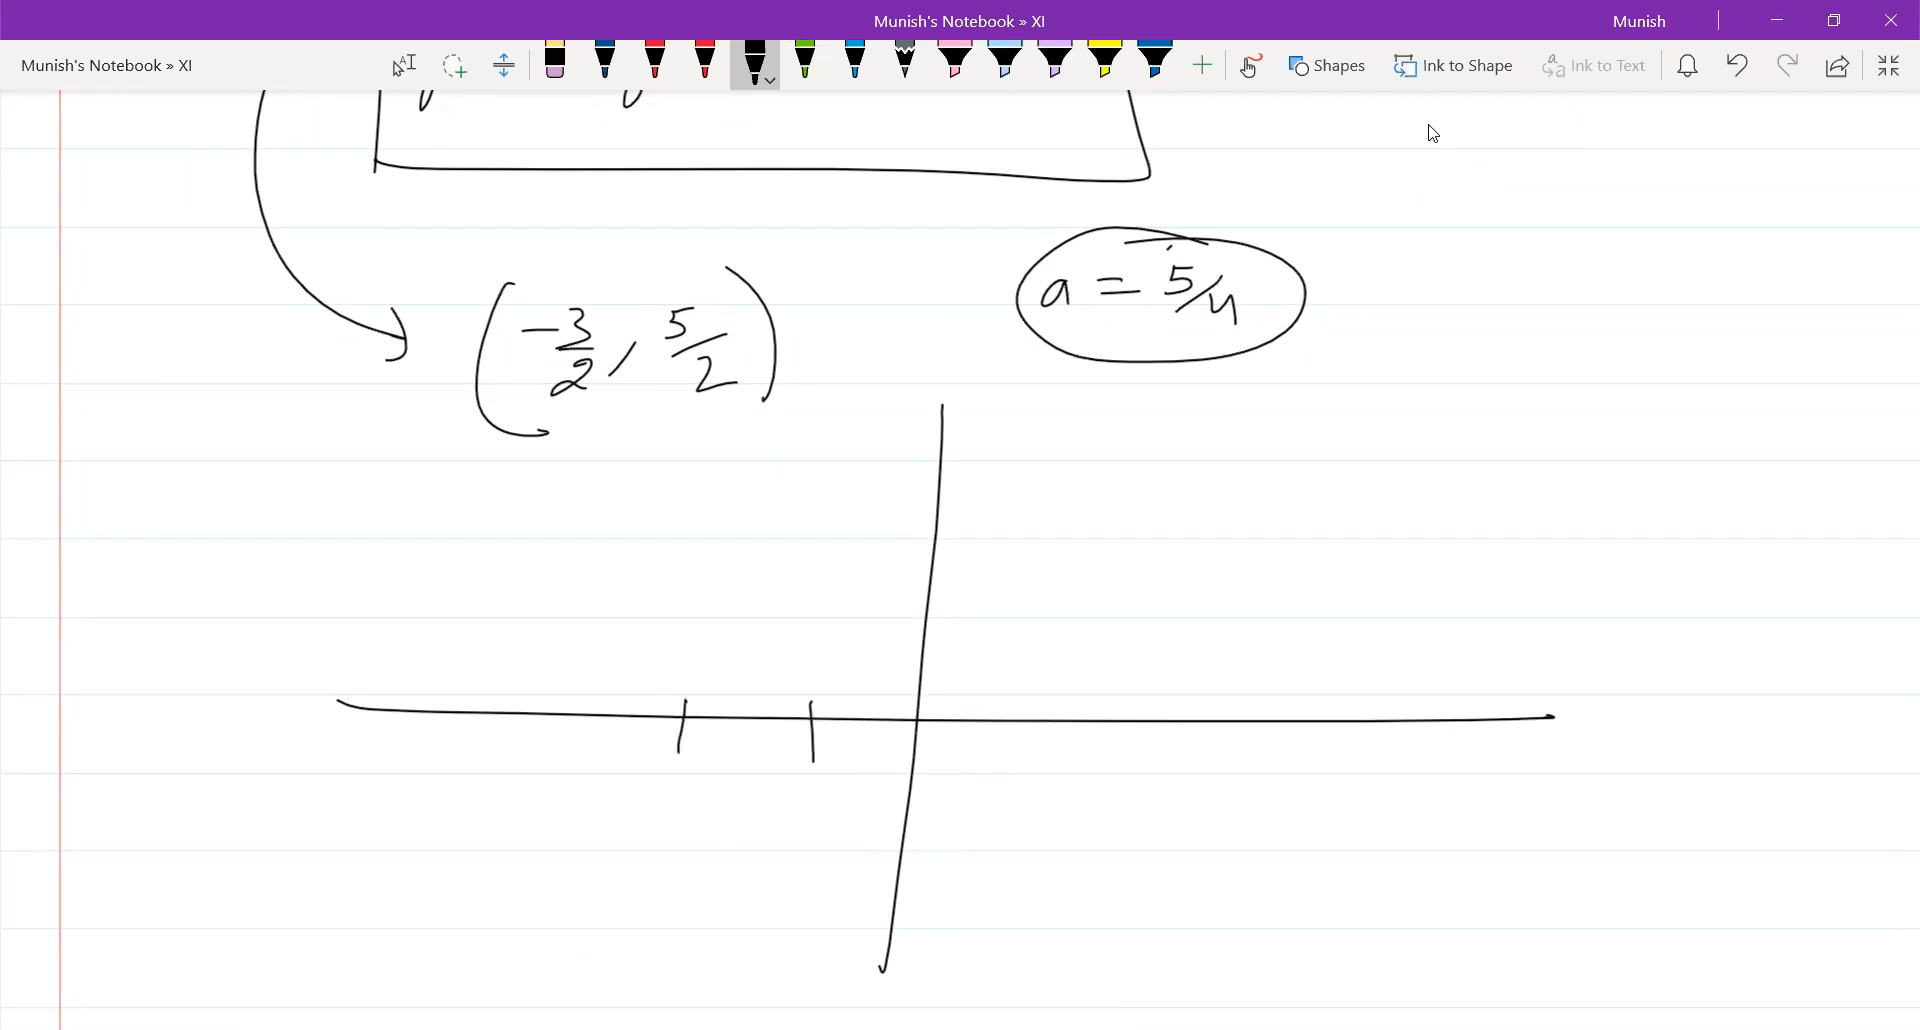 Munish's Notebook » XI
Munish
Munish's Notebook » XI
Shapes
Ink to Shape
Ink to Text
(-3/2, 5/2)
a = 5/4